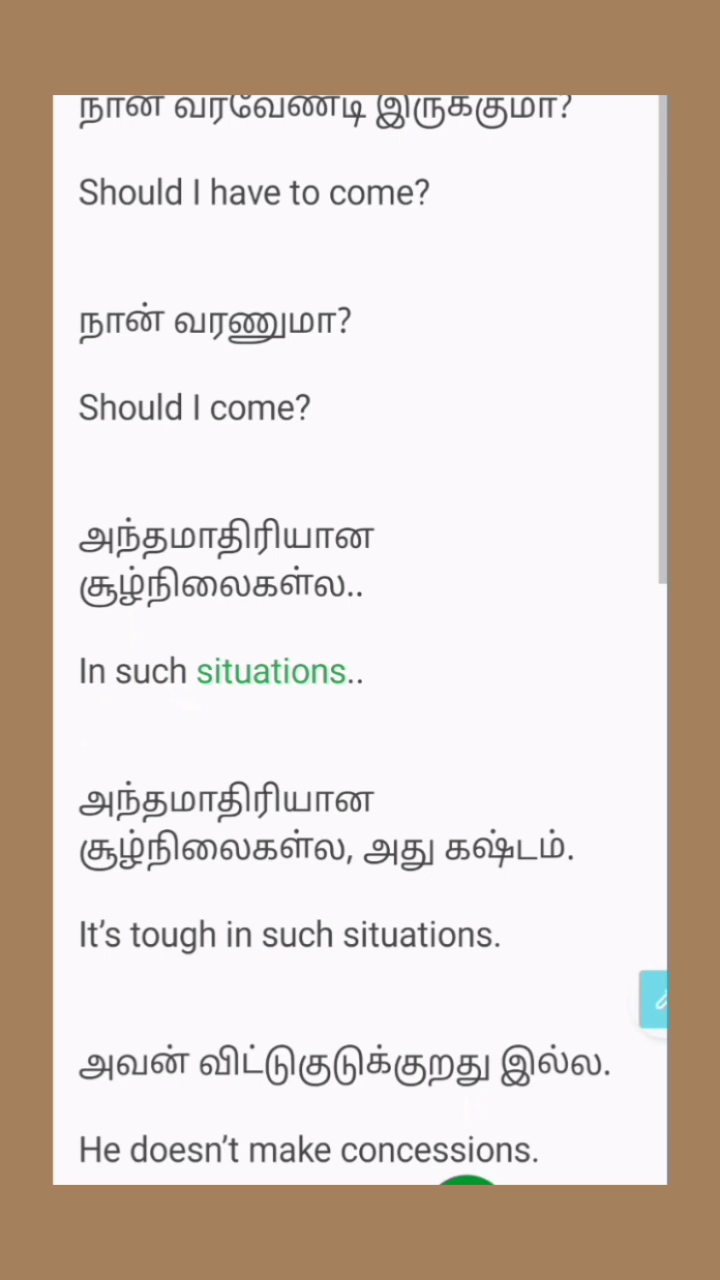 நான் வரவேண்டி இருக்குமா?
Should I have to come?
நான் வரணுமா?
Should I come?
அந்தமாதிரியான
சூழ்நிலைகள்ல..
In such situations..
அந்தமாதிரியான
சூழ்நிலைகள்ல, அது கஷ்டம்.
It’s tough in such situations.
அவன் விட்டுகுடுக்குறது இல்ல.
He doesn’t make concessions.